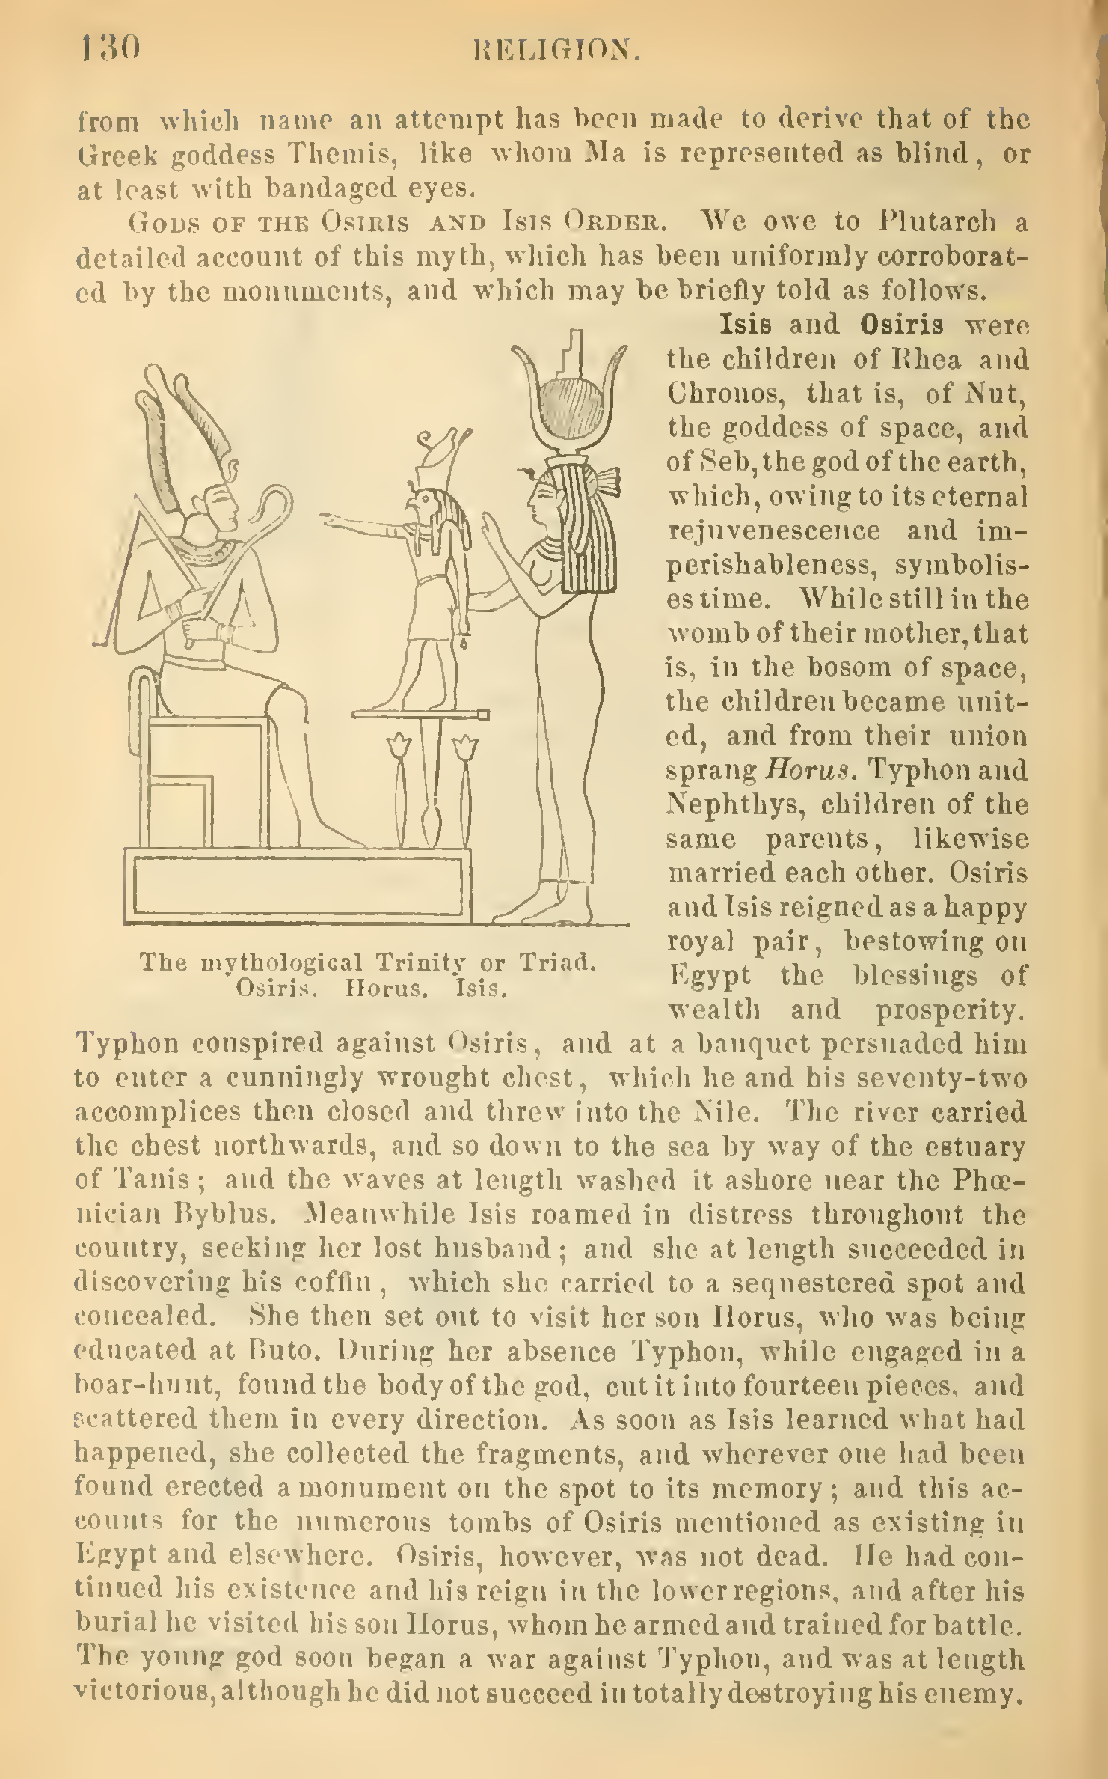 130 RELIGION.
from which name an attempt has been made to derive that of the
Greek goddess Themis, like whom Ma is represented as blind, or
at least with bandaged eyes.
GODS OF THE OSIRIS AND ISIS ORDER. We owe to Plutarch a
detailed account of this myth, which has been uniformly corroborat-
ed by the monuments, and which may be briefly told as follows.
Isis and Osiris were
the children of Rhea and
Chronos, that is, of Nut,
the goddess of space, and
of Seb, the god of the earth,
which, owing to its eternal
rejuvenescence and im-
perishableness, symbolis-
es time. While still in the
womb of their mother, that
is, in the bosom of space,
the children became unit-
ed, and from their union
sprang Horus. Typhon and
Nephthys, children of the
same parents, likewise
married each other. Osiris
and Isis reigned as a happy
royal pair, bestowing on
Egypt the blessings of
wealth and prosperity.
The mythological Trinity or Triad.
Osiris. Horus. Isis.
Typhon conspired against Osiris, and at a banquet persuaded him
to enter a cunningly wrought chest, which he and his seventy-two
accomplices then closed and threw into the Nile. The river carried
the chest northwards, and so down to the sea by way of the estuary
of Tanis; and the waves at length washed it ashore near the Phœ-
nician Byblus. Meanwhile Isis roamed in distress throughout the
country, seeking her lost husband; and she at length succeeded in
discovering his coffin, which she carried to a sequestered spot and
concealed. She then set out to visit her son Horus, who was being
educated at Buto. During her absence Typhon, while engaged in a
boar-hunt, found the body of the god, cut it into fourteen pieces, and
scattered them in every direction. As soon as Isis learned what had
happened, she collected the fragments, and wherever one had been
found erected a monument on the spot to its memory; and this ac-
counts for the numerous tombs of Osiris mentioned as existing in
Egypt and elsewhere. Osiris, however, was not dead. He had con-
tinued his existence and his reign in the lower regions, and after his
burial he visited his son Horus, whom he armed and trained for battle.
The young god soon began a war against Typhon, and was at length
victorious, although he did not succeed in totally destroying his enemy.